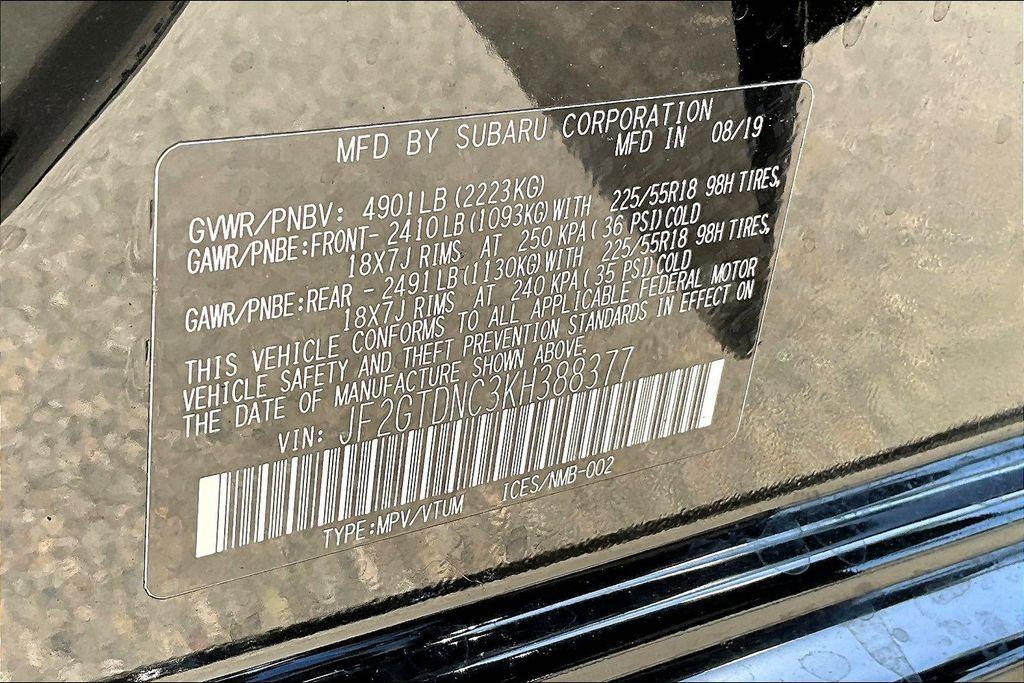 MFD BY SUBARU CORPORATION
MFD IN 08/19
GVWR/PNBV: 4901LB(2223KG)
GAWR/PNBE:FRONT- 2410LB(1093KG)WITH 225/55R18 98H TIRES,
18X7J RIMS AT 250 KPA(36 PSI)COLD
GAWR/PNBE:REAR - 2491LB(1130KG)WITH 225/55R18 98H TIRES,
18X7J RIMS AT 240 KPA(35 PSI)COLD
THIS VEHICLE CONFORMS TO ALL APPLICABLE FEDERAL MOTOR
VEHICLE SAFETY AND THEFT PREVENTION STANDARDS IN EFFECT ON
THE DATE OF MANUFACTURE SHOWN ABOVE.
VIN: JF2GTDNC3KH388377
TYPE:MPV/VTUM ICES/NMB-002